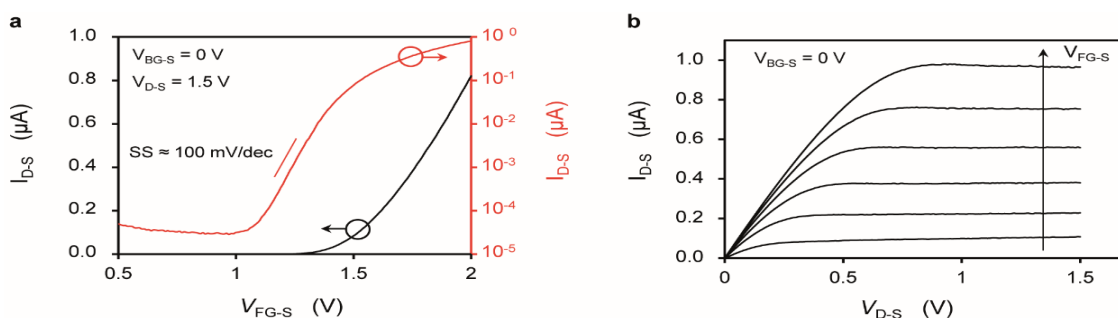 a
V_BG-S = 0 V
V_D-S = 1.5 V
SS ≈ 100 mV/dec
1.0
0.8
0.6
0.4
0.2
0.0
I_D-S (µA)
10^0
10^-1
10^-2
10^-3
10^-4
10^-5
I_D-S (µA)
0.5
1
1.5
2
V_FG-S (V)
b
V_BG-S = 0 V
V_FG-S
1.0
0.8
0.6
0.4
0.2
0.0
I_D-S (µA)
0
0.5
1
1.5
V_D-S (V)